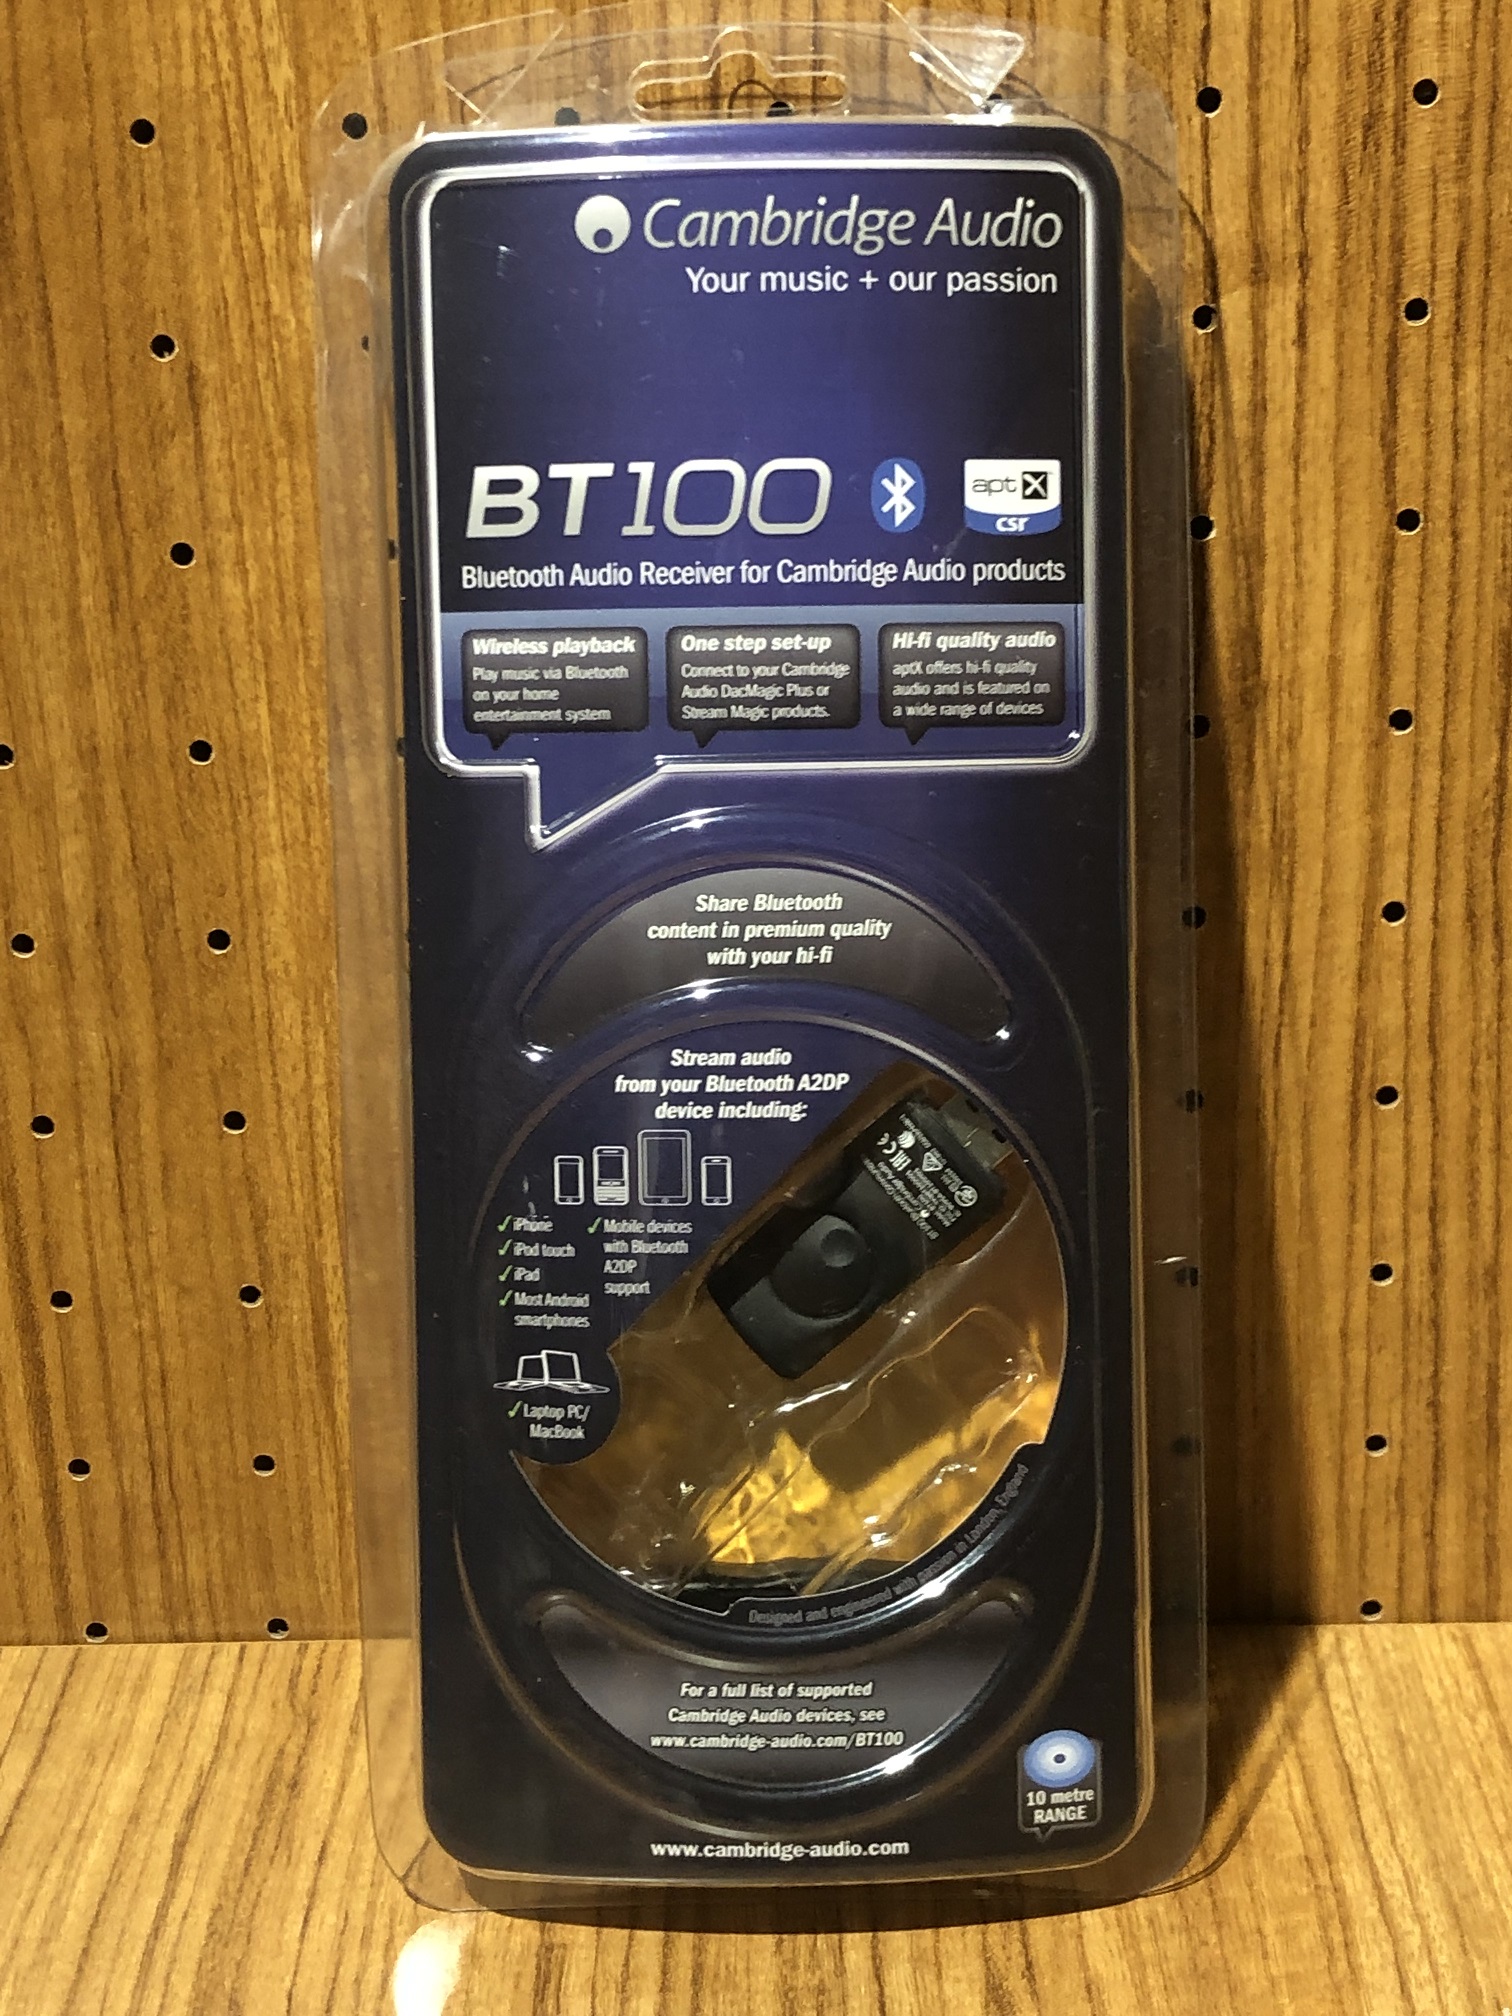 Cambridge Audio
Your music + our passion
BT100
aptX
csr
Bluetooth Audio Receiver for Cambridge Audio products
Wireless playback
Play music via Bluetooth
on your home
entertainment system
One step set-up
Connect to your Cambridge
Audio DacMagic Plus or
Stream Magic products.
Hi-fi quality audio
aptX offers hi-fi quality
audio and is featured on
a wide range of devices
Share Bluetooth
content in premium quality
with your hi-fi
Stream audio
from your Bluetooth A2DP
device including:
✓ iPhone
✓ iPod touch
✓ iPad
✓ Most Android
smartphones
✓ Mobile devices
with Bluetooth
A2DP
support
✓ Laptop PC/
MacBook
Designed and engineered with passion in London, England
For a full list of supported
Cambridge Audio devices, see
www.cambridge-audio.com/BT100
10 metre
RANGE
www.cambridge-audio.com